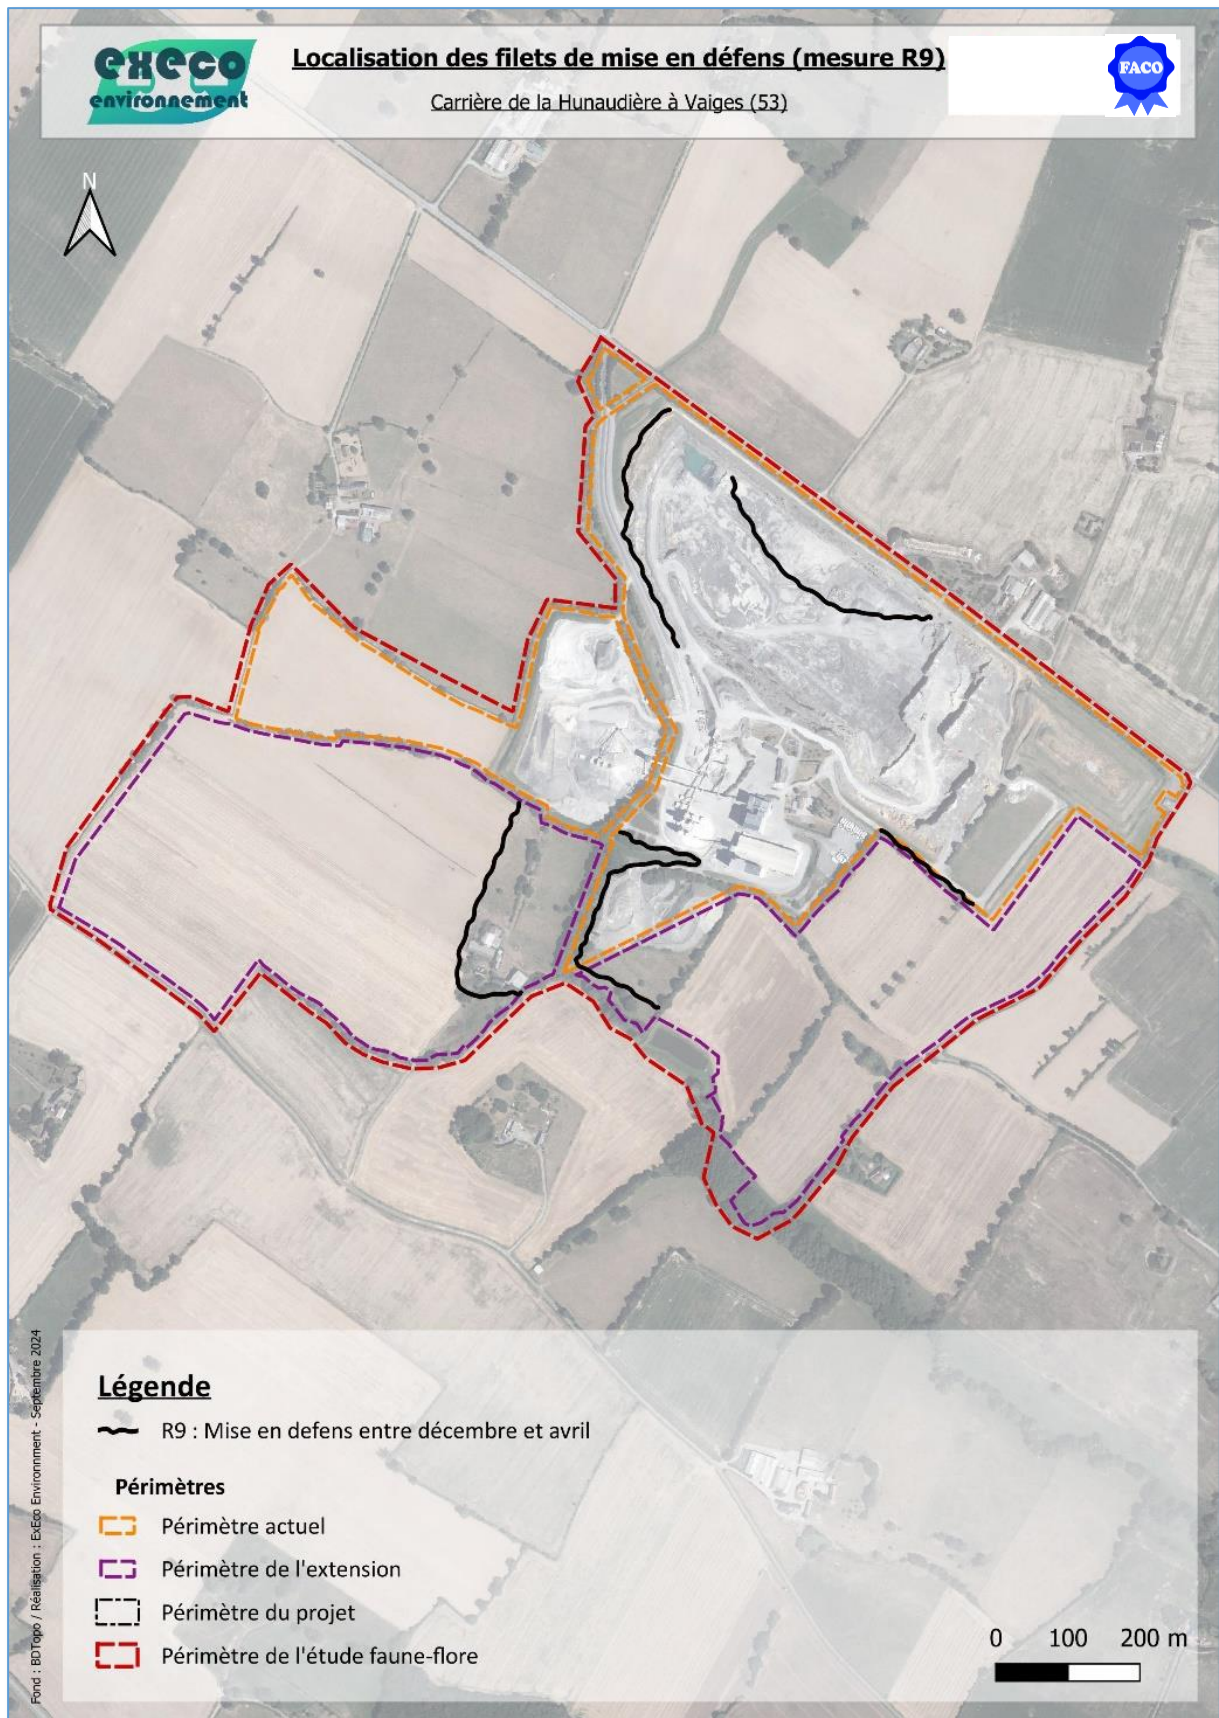 exEco
environnement
Localisation des filets de mise en défens (mesure R9)
Carrière de la Hunaudière à Vaiges (53)
FACO
N
Légende
R9 : Mise en defens entre décembre et avril
Périmètres
Périmètre actuel
Périmètre de l'extension
Périmètre du projet
Périmètre de l'étude faune-flore
0 100 200 m
Fond : BDTopo / Réalisation : ExEco Environnment - Septembre 2024